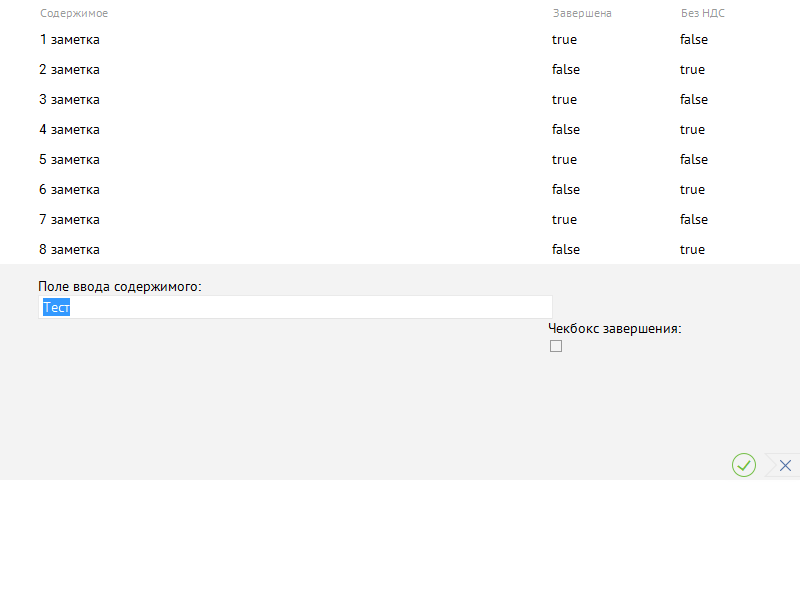 Содержимое Завершена Без НДС
1 заметка true false
2 заметка false true
3 заметка true false
4 заметка false true
5 заметка true false
6 заметка false true
7 заметка true false
8 заметка false true
Поле ввода содержимого:
Тест
Чекбокс завершения: